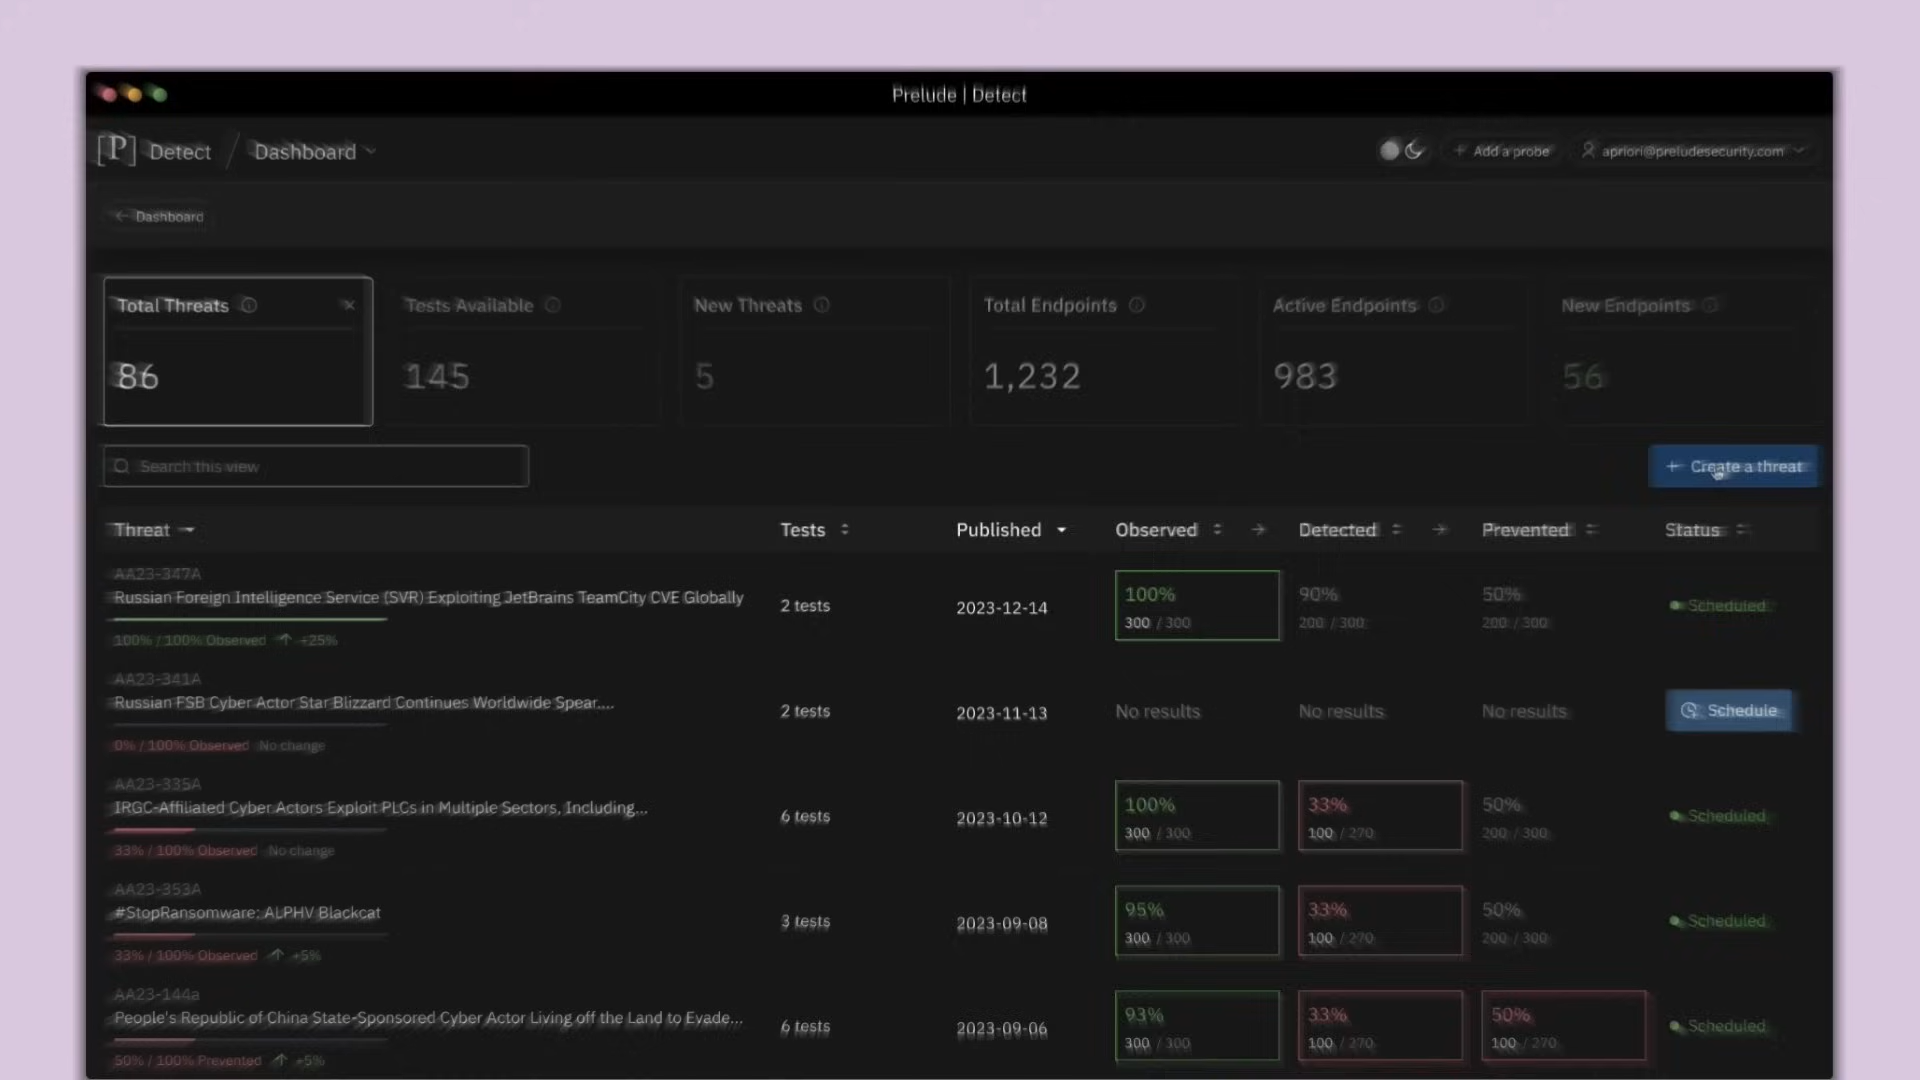 Prelude | Detect
[P] Detect / Dashboard
Add a probe
apriori@preludesecurity.com
Dashboard
Total Threats
Tests Available
New Threats
Total Endpoints
Active Endpoints
New Endpoints
86
145
5
1,232
983
56
Search this view
+ Create a threat
Threat Tests Published Observed Detected Prevented Status
AA23-347A
Russian Foreign Intelligence Service (SVR) Exploiting JetBrains TeamCity CVE Globally
100% / 100% Observed +25%
2 tests
2023-12-14
100%
300 / 300
90%
200 / 300
50%
200 / 300
Scheduled
AA23-341A
Russian FSB Cyber Actor Star Blizzard Continues Worldwide Spear....
0% / 100% Observed No change
2 tests
2023-11-13
No results
No results
No results
Schedule
AA23-335A
IRGC-Affiliated Cyber Actors Exploit PLCs in Multiple Sectors, Including...
33% / 100% Observed No change
6 tests
2023-10-12
100%
300 / 300
33%
100 / 270
50%
200 / 300
Scheduled
AA23-353A
#StopRansomware: ALPHV Blackcat
33% / 100% Observed +5%
3 tests
2023-09-08
95%
300 / 300
33%
100 / 270
50%
200 / 300
Scheduled
AA23-144a
People's Republic of China State-Sponsored Cyber Actor Living off the Land to Evade...
50% / 100% Prevented +5%
6 tests
2023-09-06
93%
300 / 300
33%
100 / 270
50%
100 / 270
Scheduled